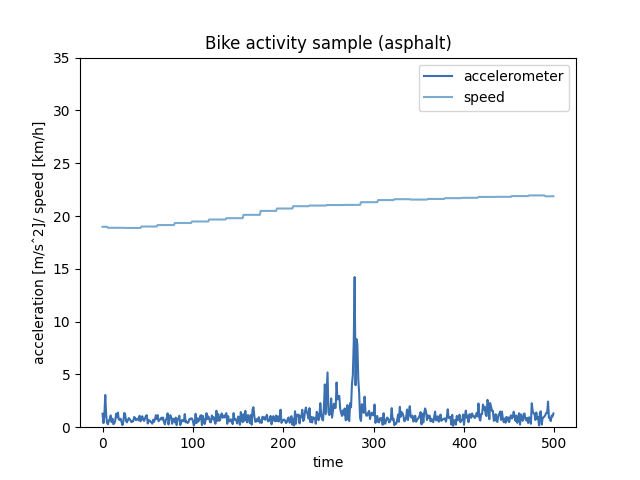 Bike activity sample (asphalt)
accelerometer
speed
acceleration [m/sˆ2]/ speed [km/h]
35
30
25
20
15
10
5
0
0 100 200 300 400 500
time